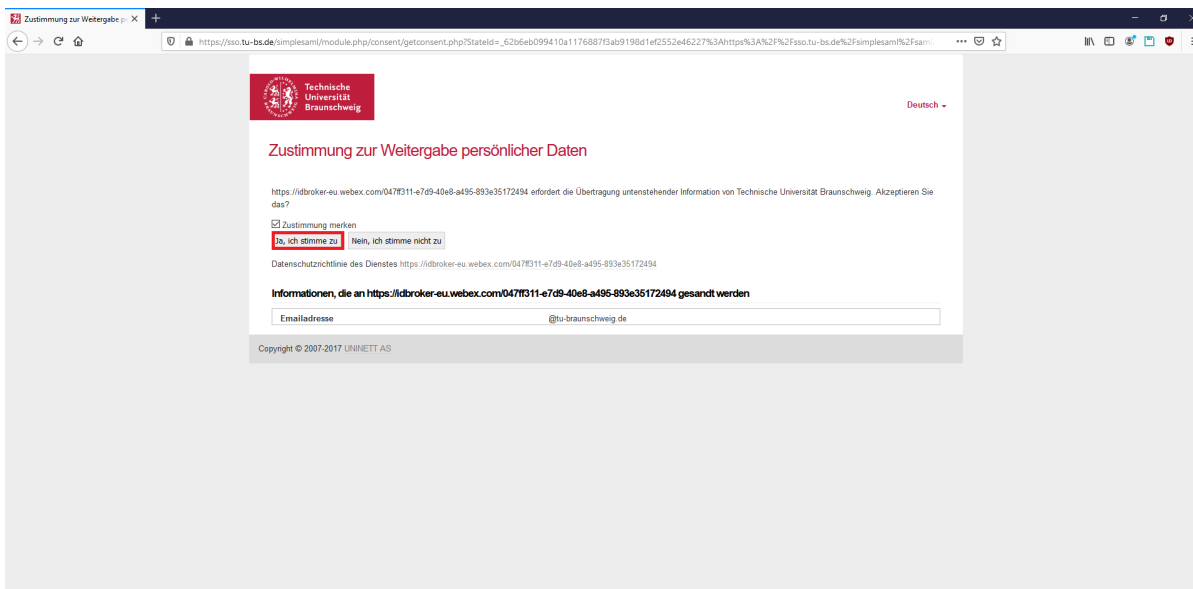 Zustimmung zur Weitergabe pe
https://sso.tu-bs.de/simplesaml/module.php/consent/getconsent.php?StateId=_62b6eb099410a1176887f3ab9198d1ef2552e46227%3Ahttps%3A%2F%2Fsso.tu-bs.de%2Fsimplesaml%2Fsaml
Technische
Universität
Braunschweig
Deutsch
Zustimmung zur Weitergabe persönlicher Daten
https://idbroker-eu.webex.com/047ff311-e7d9-40e8-a495-893e35172494 erfordert die Übertragung untenstehender Information von Technische Universität Braunschweig. Akzeptieren Sie
das?
Zustimmung merken
Ja, ich stimme zu Nein, ich stimme nicht zu
Datenschutzrichtlinie des Dienstes https://idbroker-eu.webex.com/047ff311-e7d9-40e8-a495-893e35172494
Informationen, die an https://idbroker-eu.webex.com/047ff311-e7d9-40e8-a495-893e35172494 gesandt werden
Emailadresse @tu-braunschweig.de
Copyright © 2007-2017 UNINETT AS